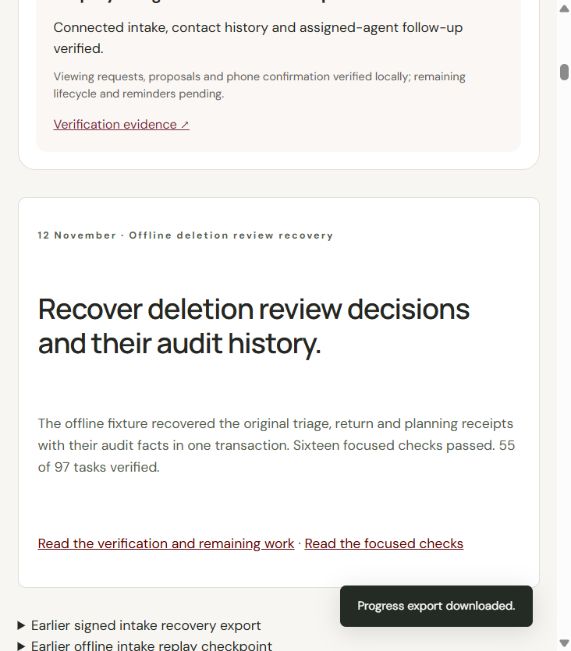 Connected intake, contact history and assigned-agent follow-up
verified.
Viewing requests, proposals and phone confirmation verified locally; remaining
lifecycle and reminders pending.
Verification evidence ↗
12 November · Offline deletion review recovery
Recover deletion review decisions
and their audit history.
The offline fixture recovered the original triage, return and planning receipts
with their audit facts in one transaction. Sixteen focused checks passed. 55
of 97 tasks verified.
Read the verification and remaining work · Read the focused checks
Progress export downloaded.
▶ Earlier signed intake recovery export
▶ Earlier offline intake replay checkpoint